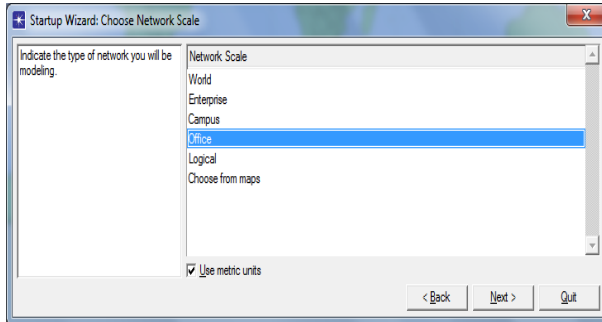 Startup Wizard: Choose Network Scale
Indicate the type of network you will be
modeling.
Network Scale
World
Enterprise
Campus
Office
Logical
Choose from maps
Use metric units
< Back
Next >
Quit